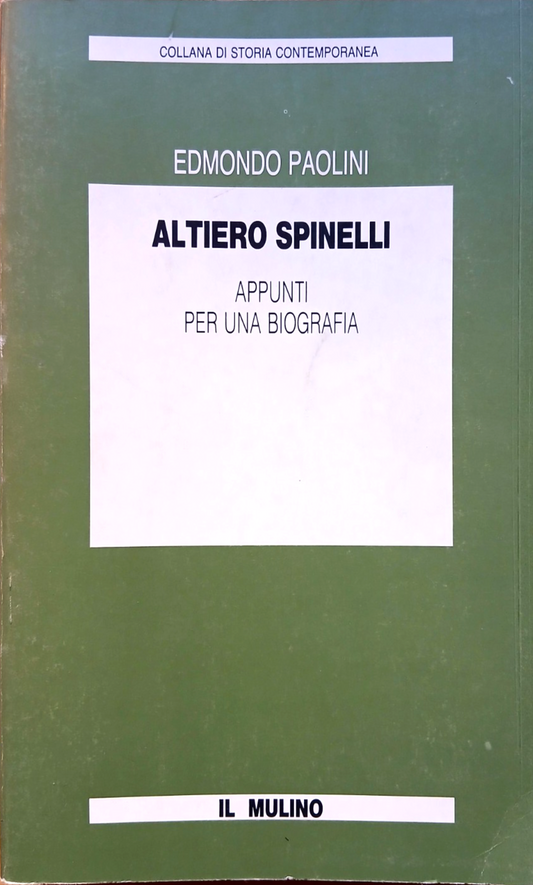 COLLANA DI STORIA CONTEMPORANEA
EDMONDO PAOLINI
ALTIERO SPINELLI
APPUNTI
PER UNA BIOGRAFIA
IL MULINO